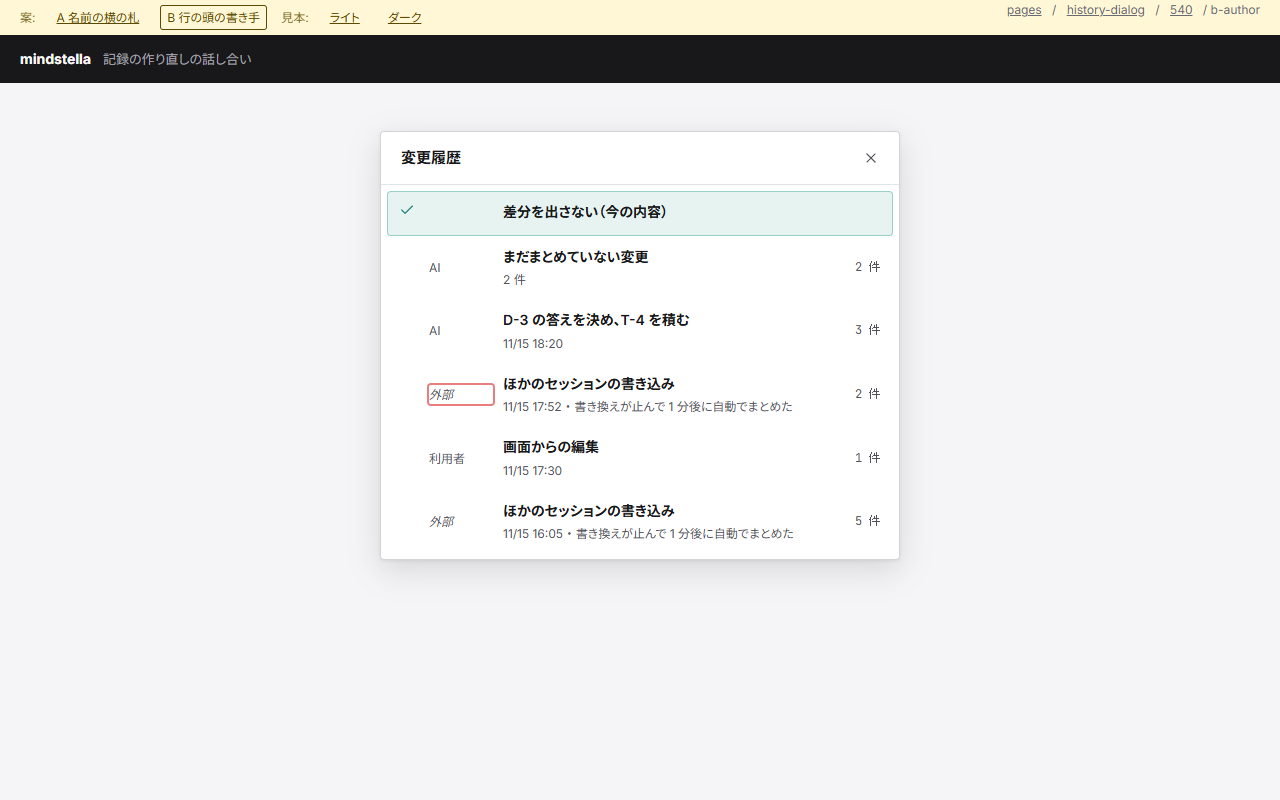 案: A 名前の横の札 B 行の頭の書き手 見本: ライト ダーク pages / history-dialog / 540 / b-author
mindstella 記録の作り直しの話し合い
変更履歴
差分を出さない（今の内容）
AI まだまとめていない変更 2 件
2 件
AI D-3 の答えを決め、T-4 を積む 3 件
11/15 18:20
外部 ほかのセッションの書き込み 2 件
11/15 17:52・書き換えが止んで 1 分後に自動でまとめた
利用者 画面からの編集 1 件
11/15 17:30
外部 ほかのセッションの書き込み 5 件
11/15 16:05・書き換えが止んで 1 分後に自動でまとめた